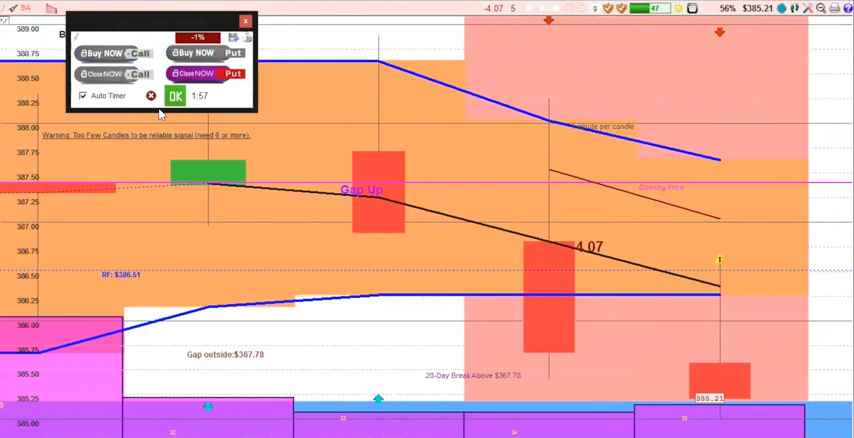 BA
-4.07 5
47
56% $385.21
389.00
388.75
388.50
388.25
388.00
387.75
387.50
387.25
387.00
386.75
386.50
386.25
386.00
385.75
385.50
385.25
385.00
B
-1%
Buy NOW -Call
Buy NOW Put
Close NOW -Call
Close NOW Put
Auto Timer
OK
1:57
Warning: Too Few Candles to be reliable signal (need 6 or more).
minute per candle
Gap Up
Opening Price
4.07
RF: $386.51
Gap outside:$367.78
20-Day Break Above $367.78
385.21
32
33
34